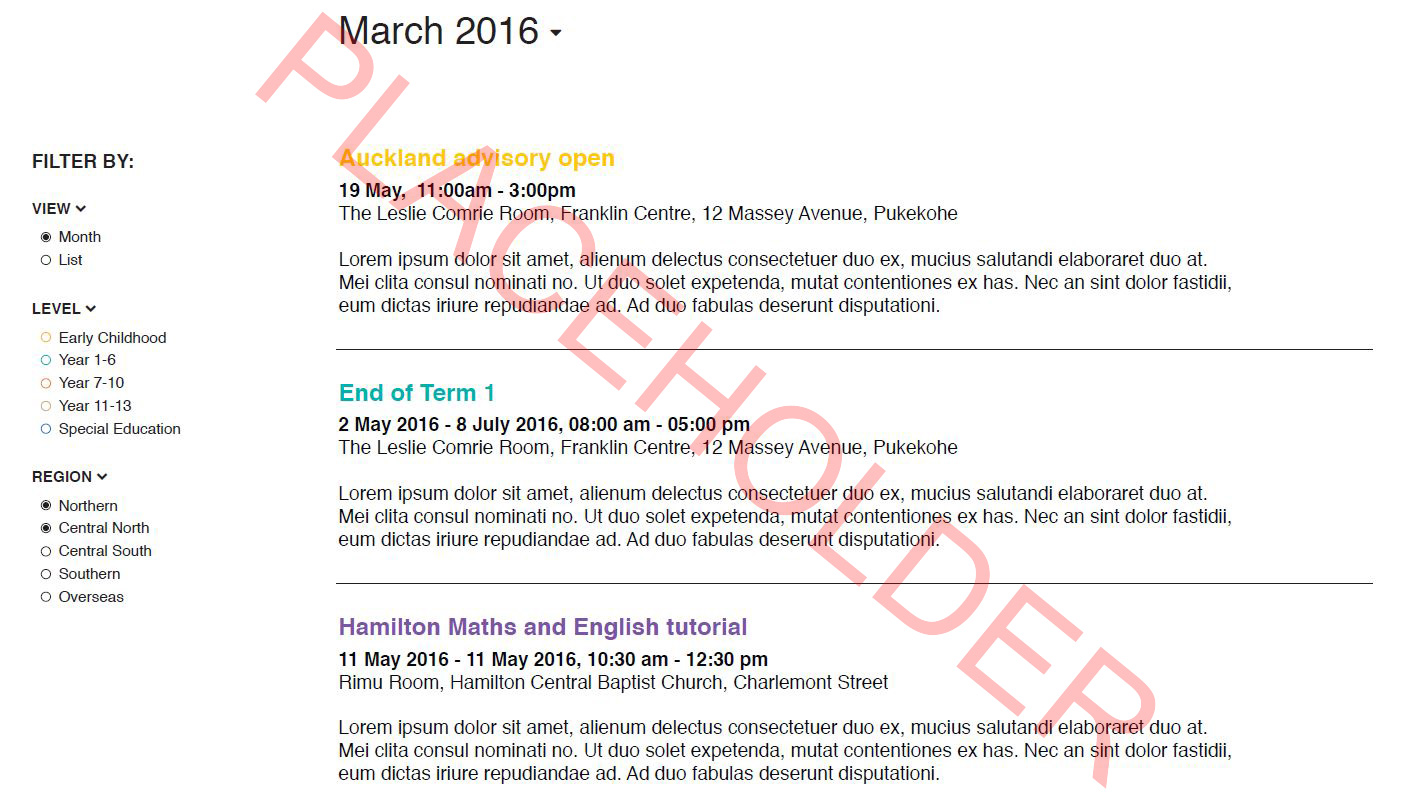 March 2016
FILTER BY:
VIEW
Month
List
LEVEL
Early Childhood
Year 1-6
Year 7-10
Year 11-13
Special Education
REGION
Northern
Central North
Central South
Southern
Overseas
Auckland advisory open
19 May,  11:00am - 3:00pm
The Leslie Comrie Room, Franklin Centre, 12 Massey Avenue, Pukekohe
Lorem ipsum dolor sit amet, alienum delectus consectetuer duo ex, mucius salutandi elaboraret duo at.
Mei clita consul nominati no. Ut duo solet expetenda, mutat contentiones ex has. Nec an sint dolor fastidii,
eum dictas iriure repudiandae ad. Ad duo fabulas deserunt disputationi.
End of Term 1
2 May 2016 - 8 July 2016, 08:00 am - 05:00 pm
The Leslie Comrie Room, Franklin Centre, 12 Massey Avenue, Pukekohe
Lorem ipsum dolor sit amet, alienum delectus consectetuer duo ex, mucius salutandi elaboraret duo at.
Mei clita consul nominati no. Ut duo solet expetenda, mutat contentiones ex has. Nec an sint dolor fastidii,
eum dictas iriure repudiandae ad. Ad duo fabulas deserunt disputationi.
Hamilton Maths and English tutorial
11 May 2016 - 11 May 2016, 10:30 am - 12:30 pm
Rimu Room, Hamilton Central Baptist Church, Charlemont Street
Lorem ipsum dolor sit amet, alienum delectus consectetuer duo ex, mucius salutandi elaboraret duo at.
Mei clita consul nominati no. Ut duo solet expetenda, mutat contentiones ex has. Nec an sint dolor fastidii,
eum dictas iriure repudiandae ad. Ad duo fabulas deserunt disputationi.
PLACEHOLDER